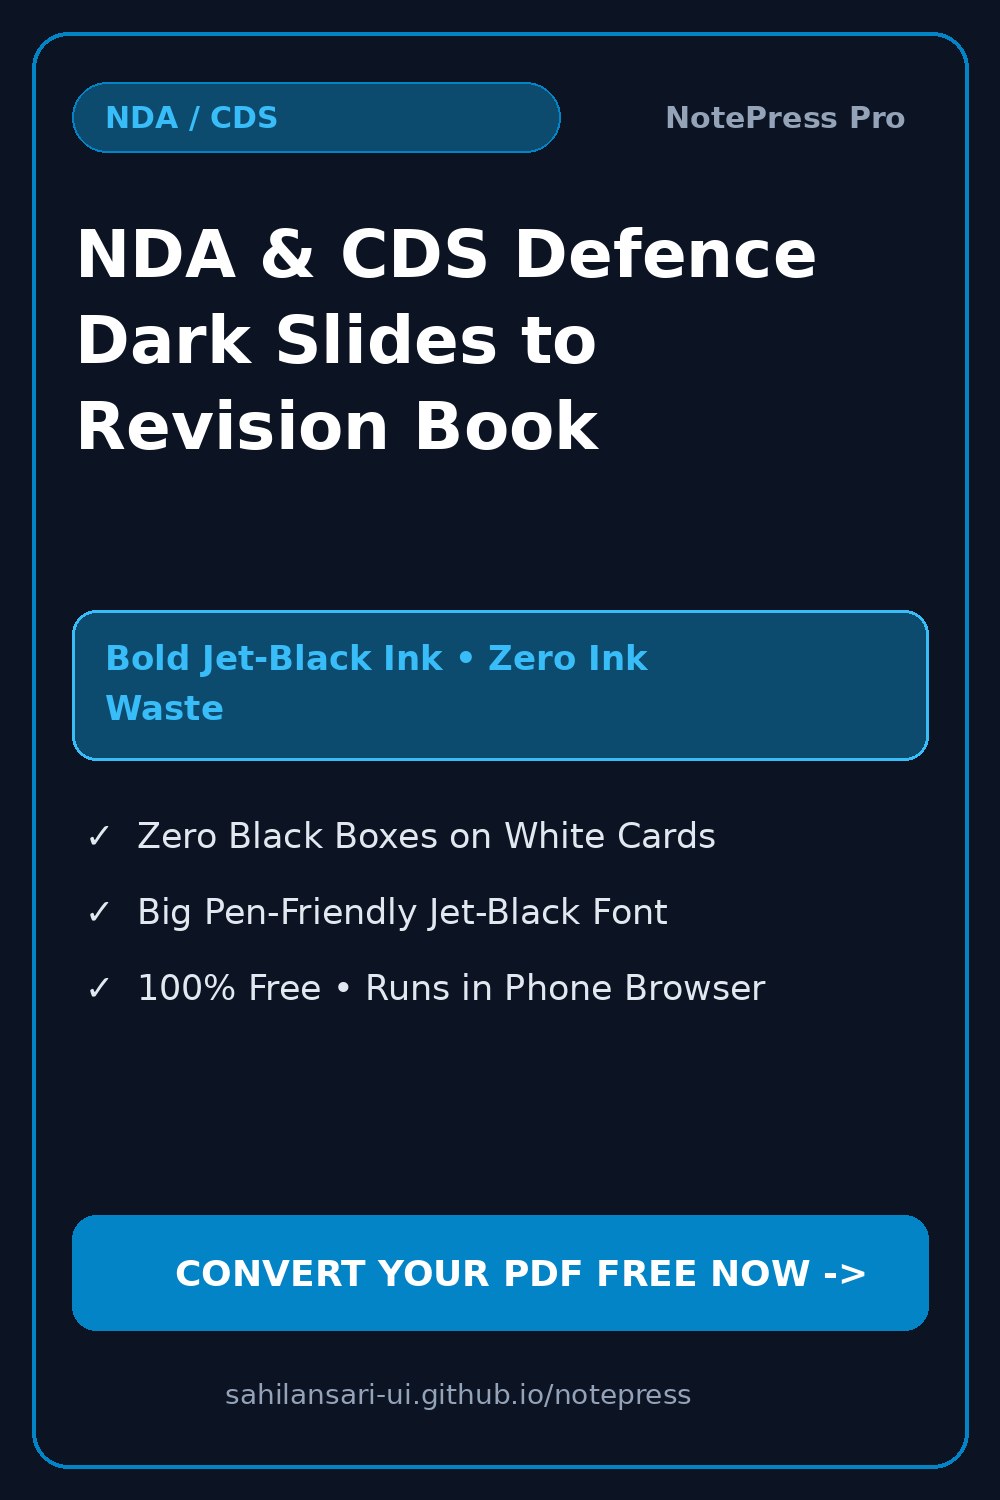 NDA / CDS
NotePress Pro
NDA & CDS Defence
Dark Slides to
Revision Book
Bold Jet-Black Ink • Zero Ink
Waste
✓ Zero Black Boxes on White Cards
✓ Big Pen-Friendly Jet-Black Font
✓ 100% Free • Runs in Phone Browser
CONVERT YOUR PDF FREE NOW ->
sahilansari-ui.github.io/notepress